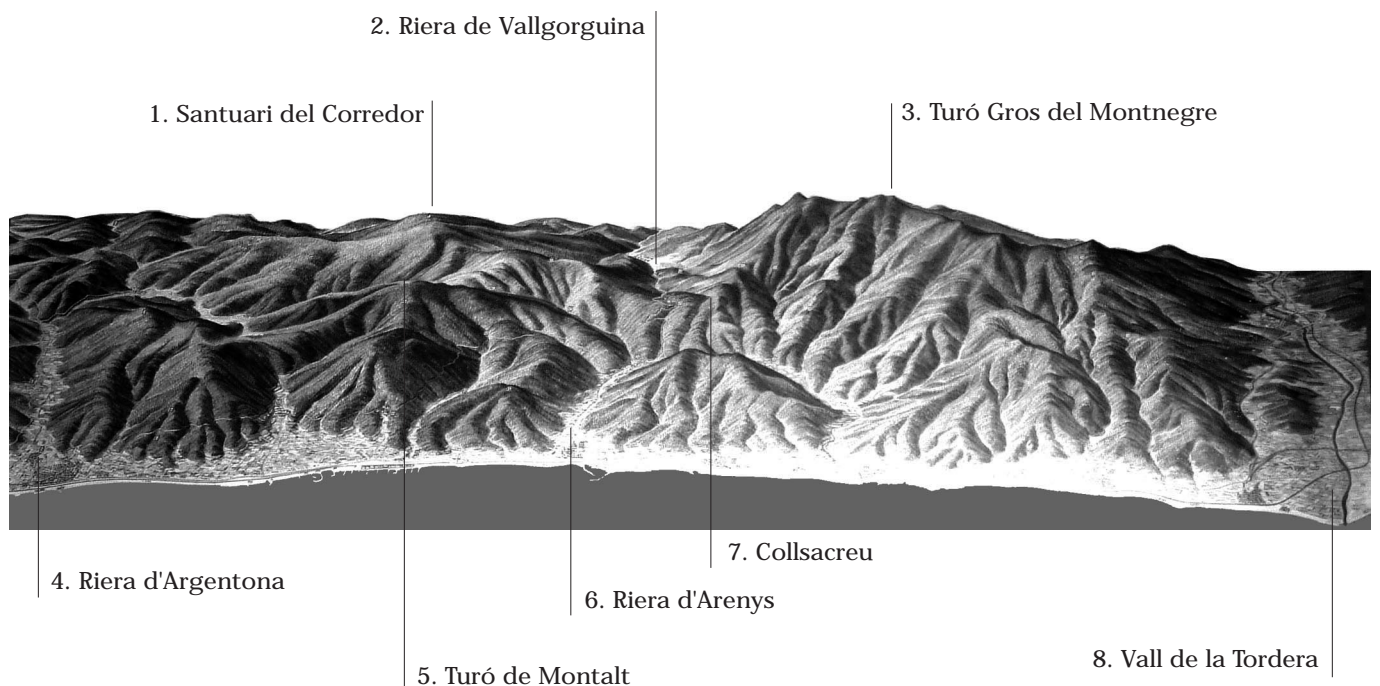 2. Riera de Vallgorguina
1. Santuari del Corredor
3. Turó Gros del Montnegre
7. Collsacreu
4. Riera d'Argentona
6. Riera d'Arenys
8. Vall de la Tordera
5. Turó de Montalt